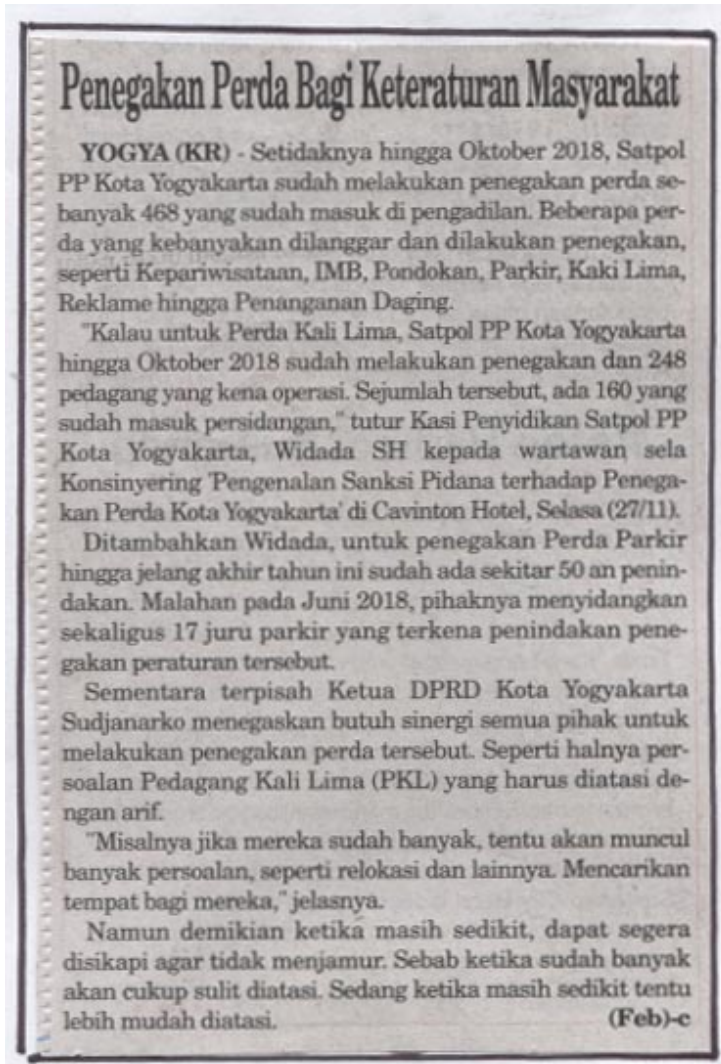 Penegakan Perda Bagi Keteraturan Masyarakat
YOGYA (KR) - Setidaknya hingga Oktober 2018, Satpol
PP Kota Yogyakarta sudah melakukan penegakan perda se-
banyak 468 yang sudah masuk di pengadilan. Beberapa per-
da yang kebanyakan dilanggar dan dilakukan penegakan,
seperti Kepariwisataan, IMB, Pondokan, Parkir, Kaki Lima,
Reklame hingga Penanganan Daging.
"Kalau untuk Perda Kali Lima, Satpol PP Kota Yogyakarta
hingga Oktober 2018 sudah melakukan penegakan dan 248
pedagang yang kena operasi. Sejumlah tersebut, ada 160 yang
sudah masuk persidangan," tutur Kasi Penyidikan Satpol PP
Kota Yogyakarta, Widada SH kepada wartawan sela
Konsinyering 'Pengenalan Sanksi Pidana terhadap Penega-
kan Perda Kota Yogyakarta' di Cavinton Hotel, Selasa (27/11).
Ditambahkan Widada, untuk penegakan Perda Parkir
hingga jelang akhir tahun ini sudah ada sekitar 50 an penin-
dakan. Malahan pada Juni 2018, pihaknya menyidangkan
sekaligus 17 juru parkir yang terkena penindakan pene-
gakan peraturan tersebut.
Sementara terpisah Ketua DPRD Kota Yogyakarta
Sudjanarko menegaskan butuh sinergi semua pihak untuk
melakukan penegakan perda tersebut. Seperti halnya per-
soalan Pedagang Kali Lima (PKL) yang harus diatasi de-
ngan arif.
"Misalnya jika mereka sudah banyak, tentu akan muncul
banyak persoalan, seperti relokasi dan lainnya. Mencarikan
tempat bagi mereka," jelasnya.
Namun demikian ketika masih sedikit, dapat segera
disikapi agar tidak menjamur. Sebab ketika sudah banyak
akan cukup sulit diatasi. Sedang ketika masih sedikit tentu
lebih mudah diatasi. (Feb)-c